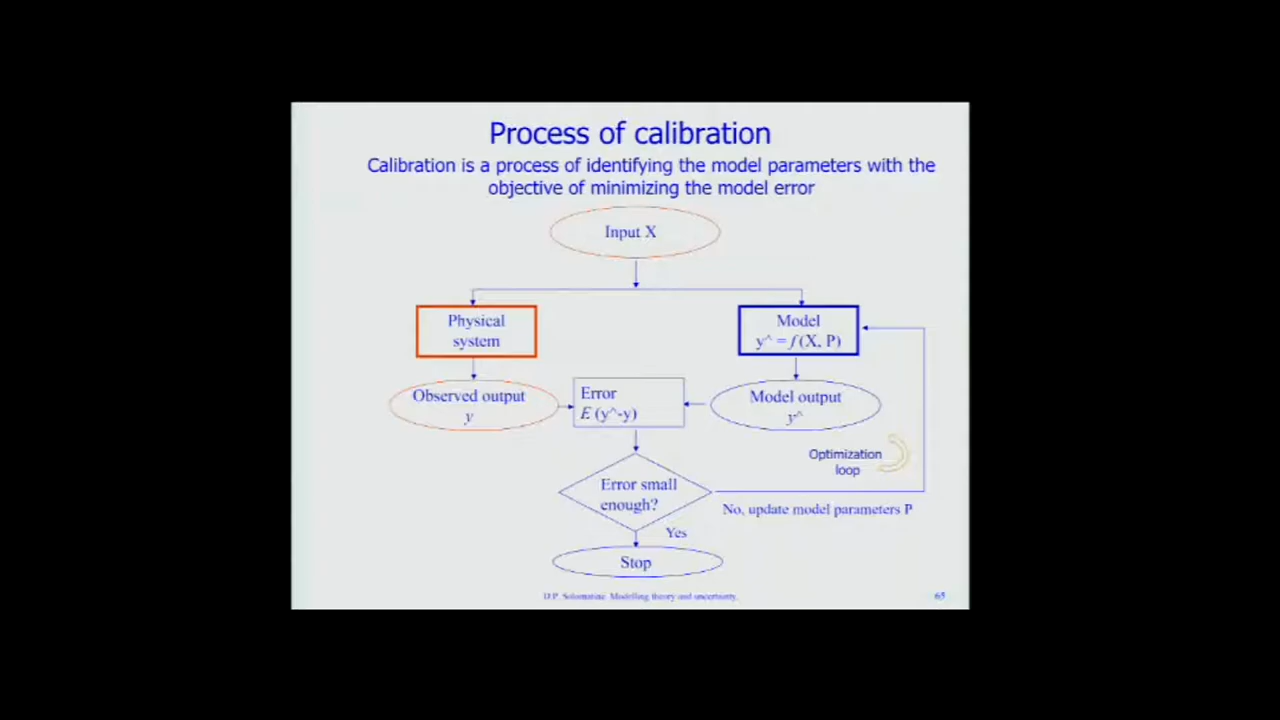 Process of calibration
Calibration is a process of identifying the model parameters with the
objective of minimizing the model error
Input X
Physical
system
Model
y^ = f (X, P)
Observed output
y
Error
E (y^-y)
Model output
y^
Optimization
loop
Error small
enough?
No, update model parameters P
Yes
Stop
D.P. Solomatine. Modelling theory and uncertainty.
65